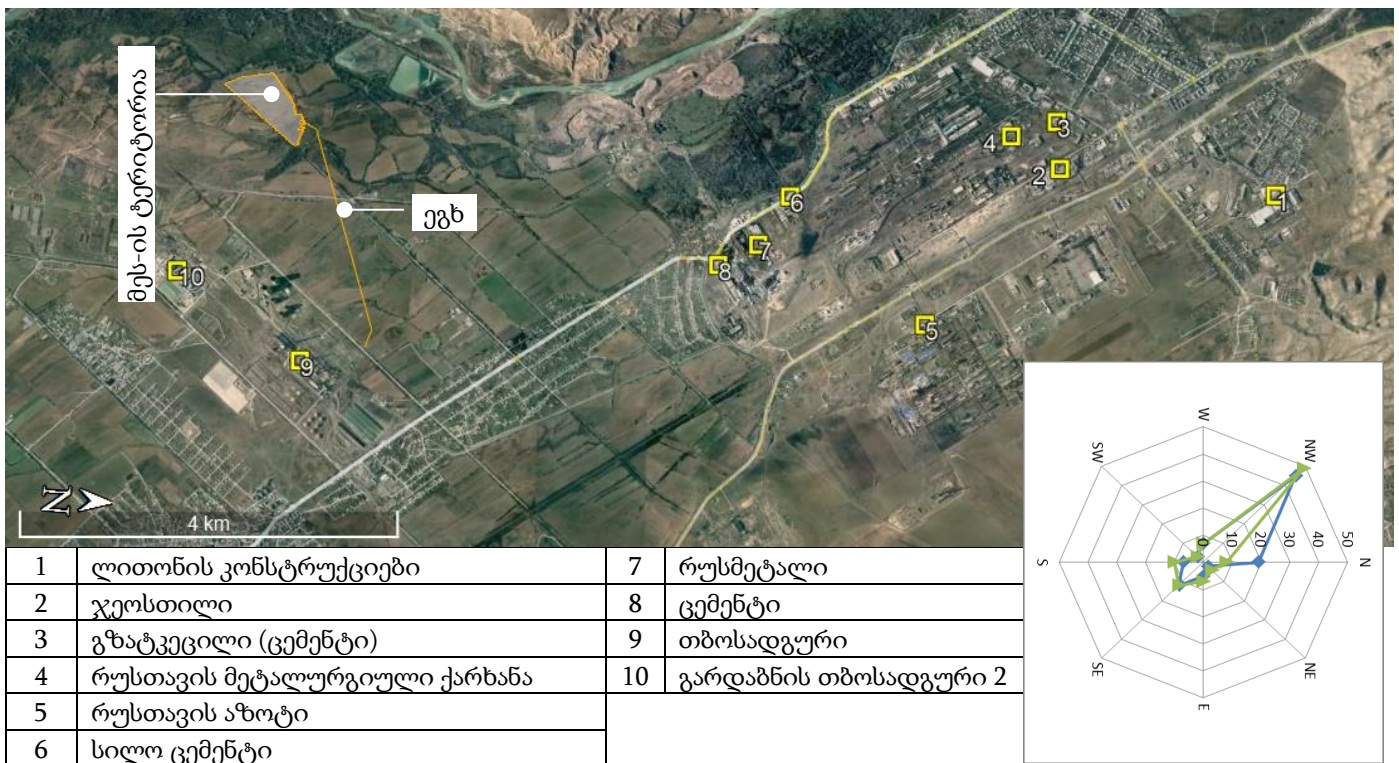 მეს-ის ტერიტორია
ეგხ
1
2
3
4
5
6
7
8
9
10
N
4 km
1 ლითონის კონსტრუქციები 7 რუსმეტალი
2 ჯეოსთილი 8 ცემენტი
3 გზატკეცილი (ცემენტი) 9 თბოსადგური
4 რუსთავის მეტალურგიული ქარხანა 10 გარდაბნის თბოსადგური 2
5 რუსთავის აზოტი
6 სილო ცემენტი
W
SW
NW
0 10 20 30 40 50
S
N
SE
NE
E